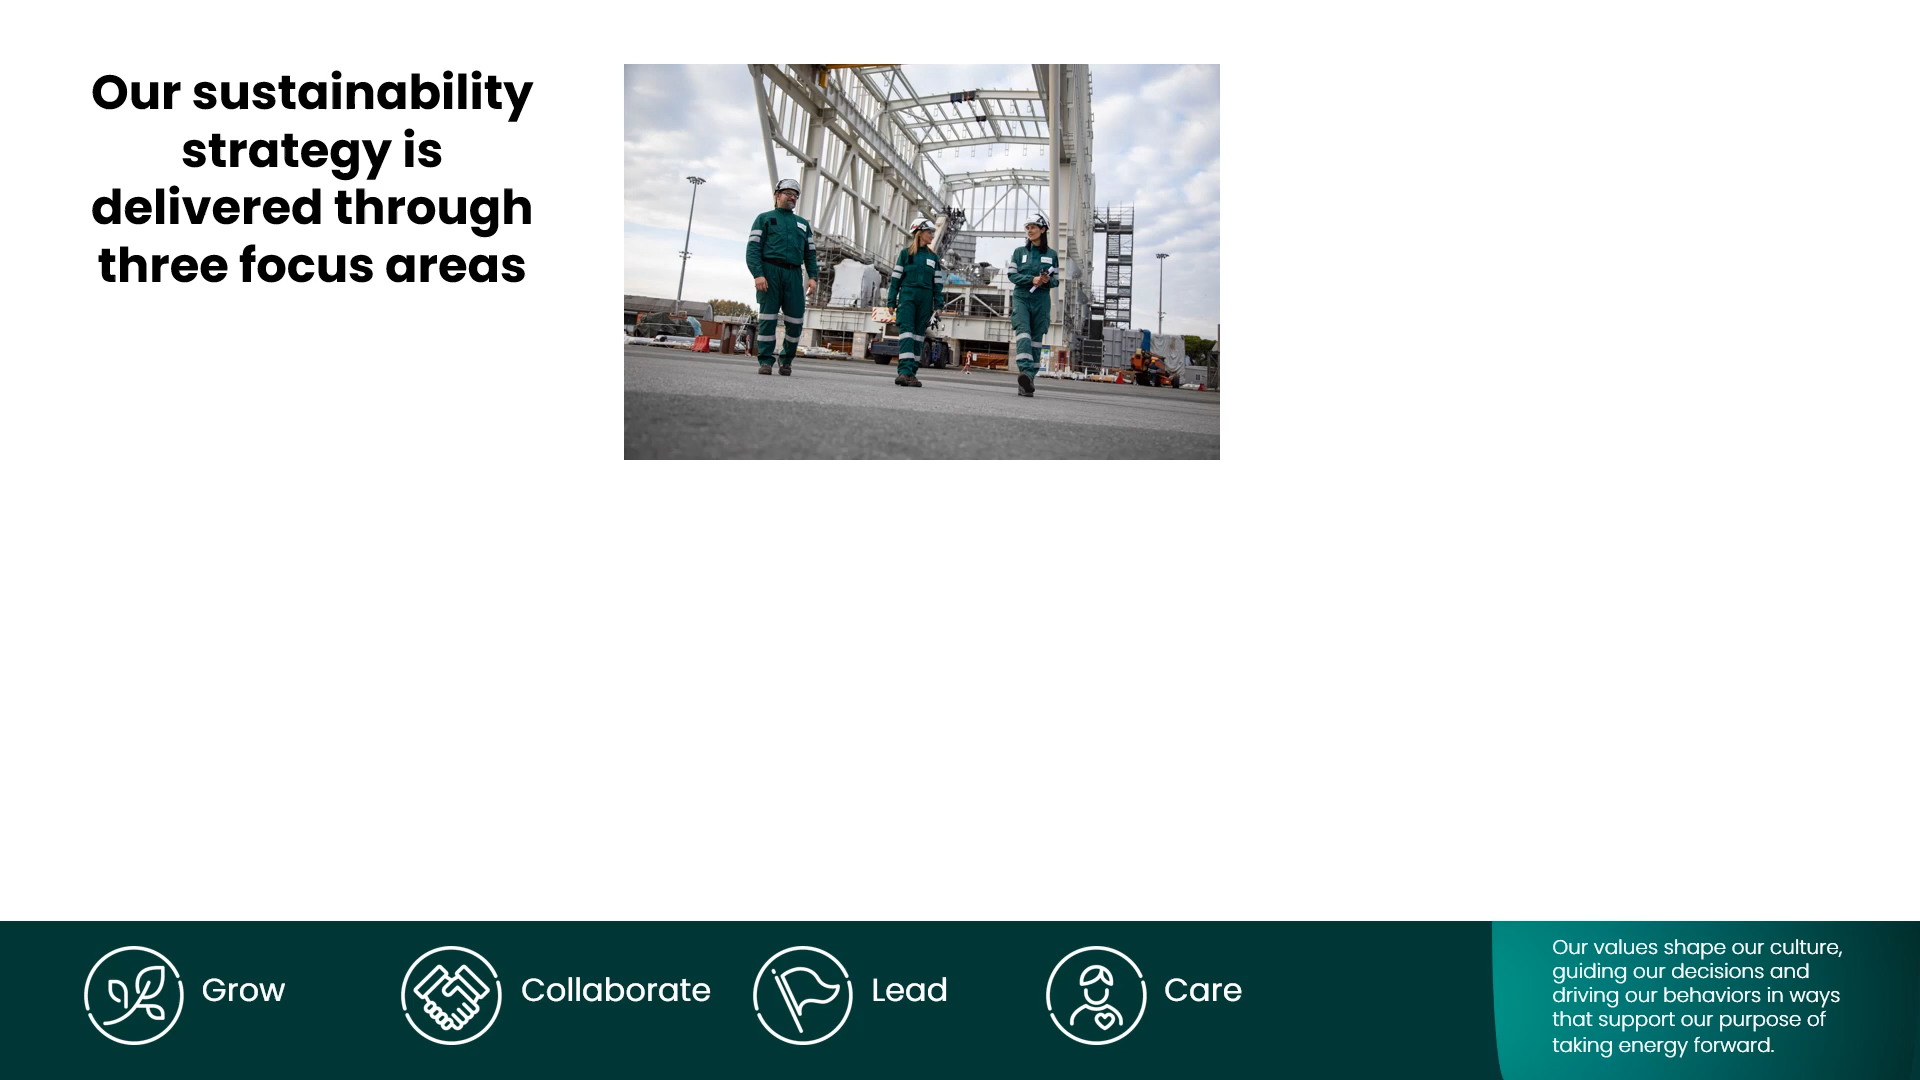 Our sustainability
strategy is
delivered through
three focus areas
Grow
Collaborate
Lead
Care
Our values shape our culture,
guiding our decisions and
driving our behaviors in ways
that support our purpose of
taking energy forward.